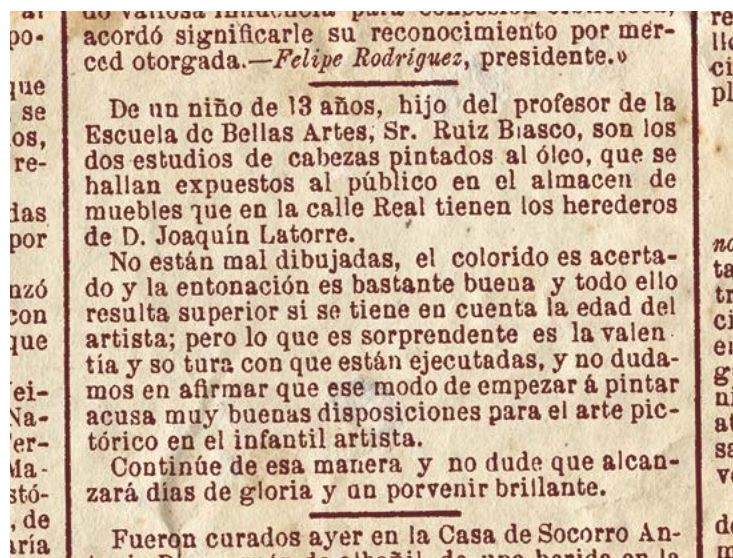 acordó significarle su reconocimiento por mer-
ced otorgada.—Felipe Rodríguez, presidente.»
De un niño de 13 años, hijo del profesor de la
Escuela de Bellas Artes, Sr. Ruiz Blasco, son los
dos estudios de cabezas pintados al óleo, que se
hallan expuestos al público en el almacen de
muebles que en la calle Real tienen los herederos
de D. Joaquín Latorre.
No están mal dibujadas, el colorido es acerta-
do y la entonación es bastante buena y todo ello
resulta superior si se tiene en cuenta la edad del
artista; pero lo que es sorprendente es la valen
tía y so tura con que están ejecutadas, y no duda-
mos en afirmar que ese modo de empezar á pintar
acusa muy buenas disposiciones para el arte pic-
tórico en el infantil artista.
Continúe de esa manera y no dude que alcan-
zará días de gloria y un porvenir brillante.
Fueron curados ayer en la Casa de Socorro An-